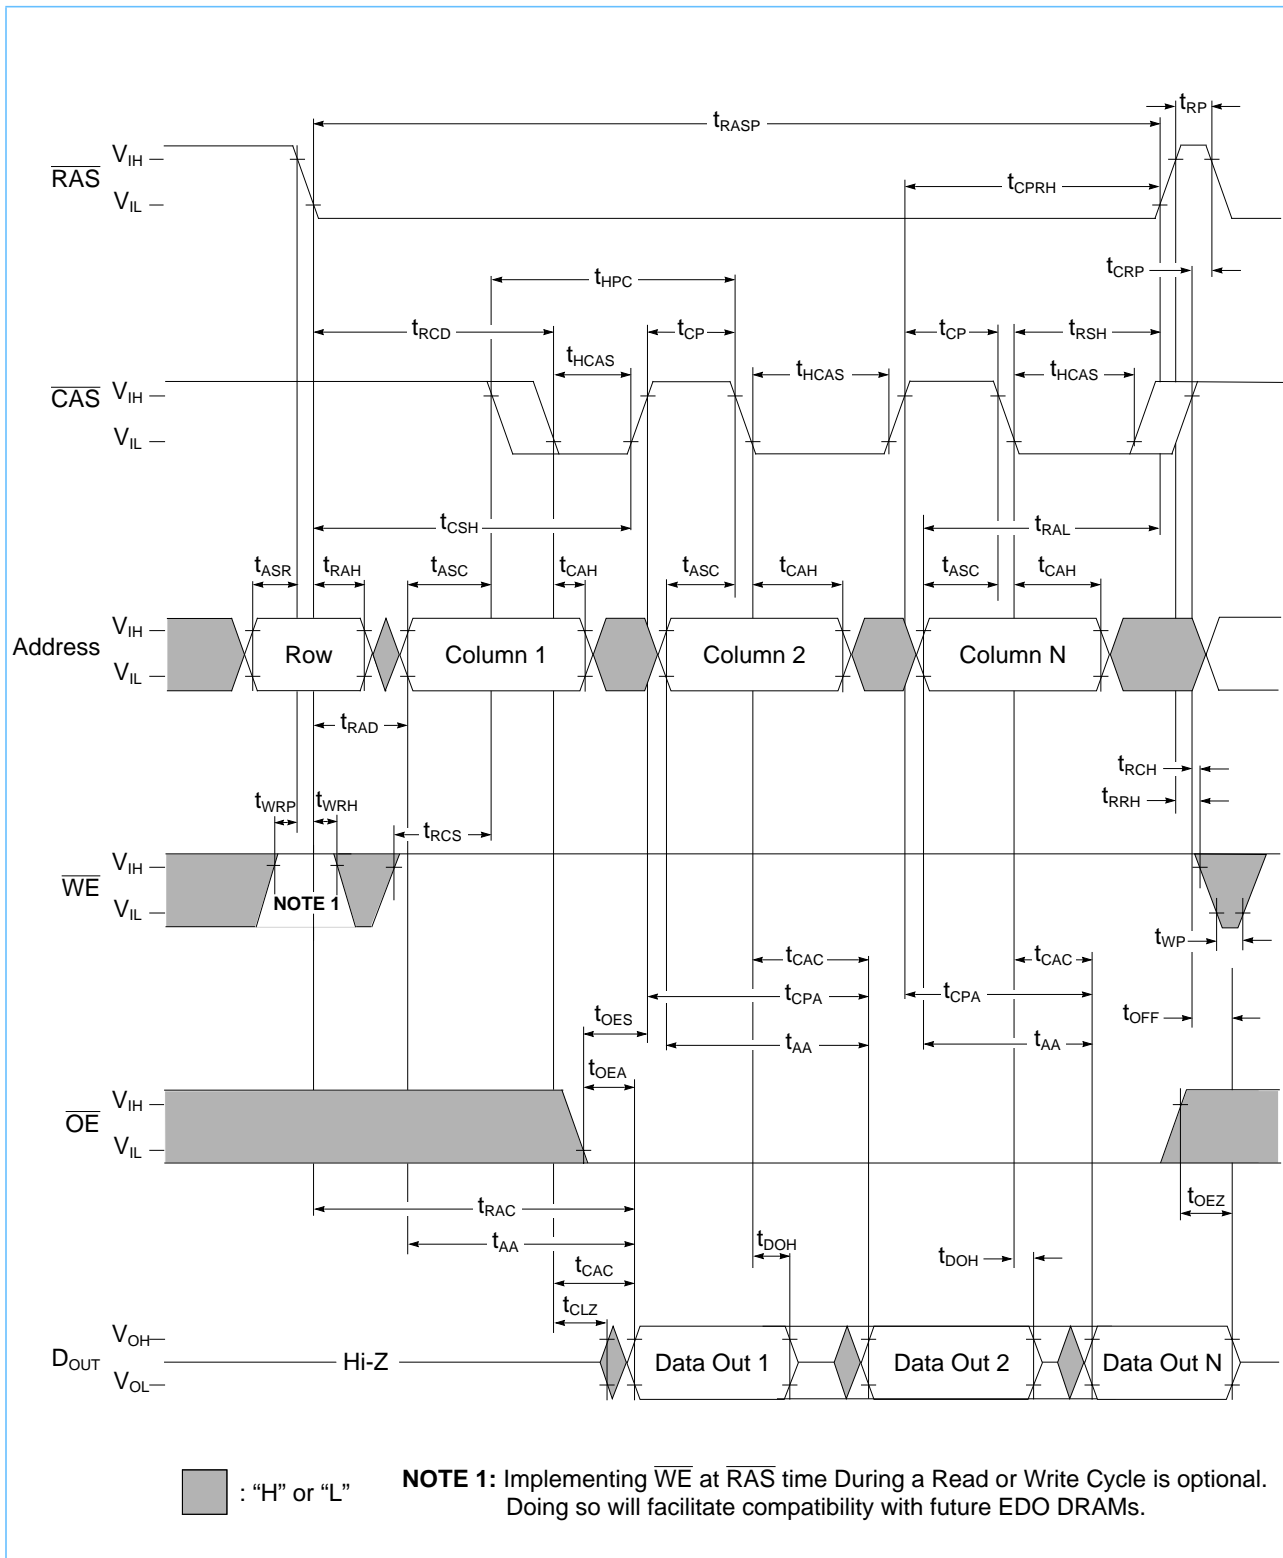 tRP
tRASP
VIH
RAS
tCPRH
VIL
tCRP
tHPC
tRCD
tCP
tCP
tRSH
tHCAS
tHCAS
tHCAS
VIH
CAS
VIL
tCSH
tRAL
tASR
tRAH
tASC
tCAH
tASC
tCAH
tASC
tCAH
VIH
Address
Row
Column 1
Column 2
Column N
VIL
tRAD
tRCH
tWRP
tWRH
tRRH
tRCS
VIH
WE
NOTE 1
VIL
tWP
tCAC
tCAC
tCPA
tCPA
tOES
tOFF
tAA
tAA
tOEA
VIH
OE
VIL
tRAC
tOEZ
tAA
tDOH
tDOH
tCAC
tCLZ
VOH
DOUT
Hi-Z
Data Out 1
Data Out 2
Data Out N
VOL
: “H” or “L”
NOTE 1: Implementing WE at RAS time During a Read or Write Cycle is optional.
Doing so will facilitate compatibility with future EDO DRAMs.